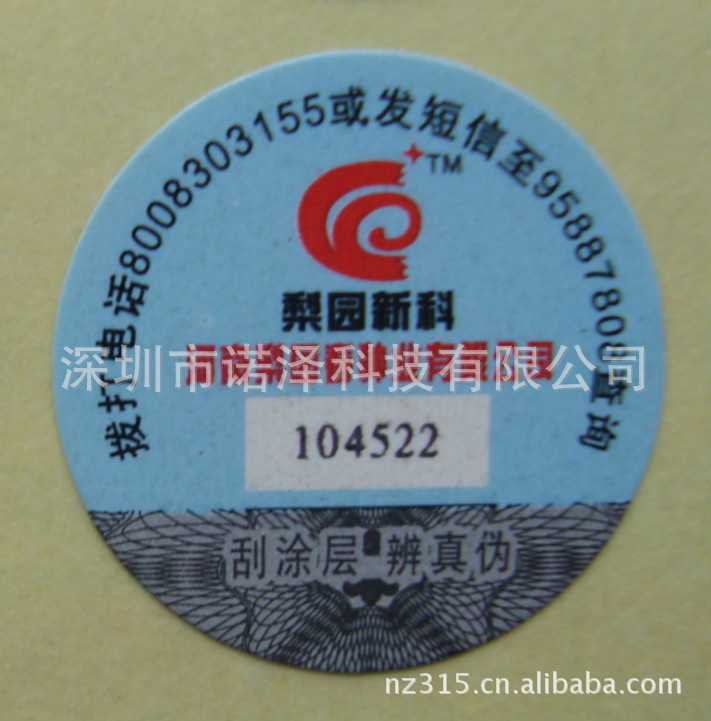 拨打电话8008303155或发短信至95887808查询
TM
梨园新科
深圳市诺泽科技有限公司
104522
刮涂层 辨真伪
nz315.cn.alibaba.com